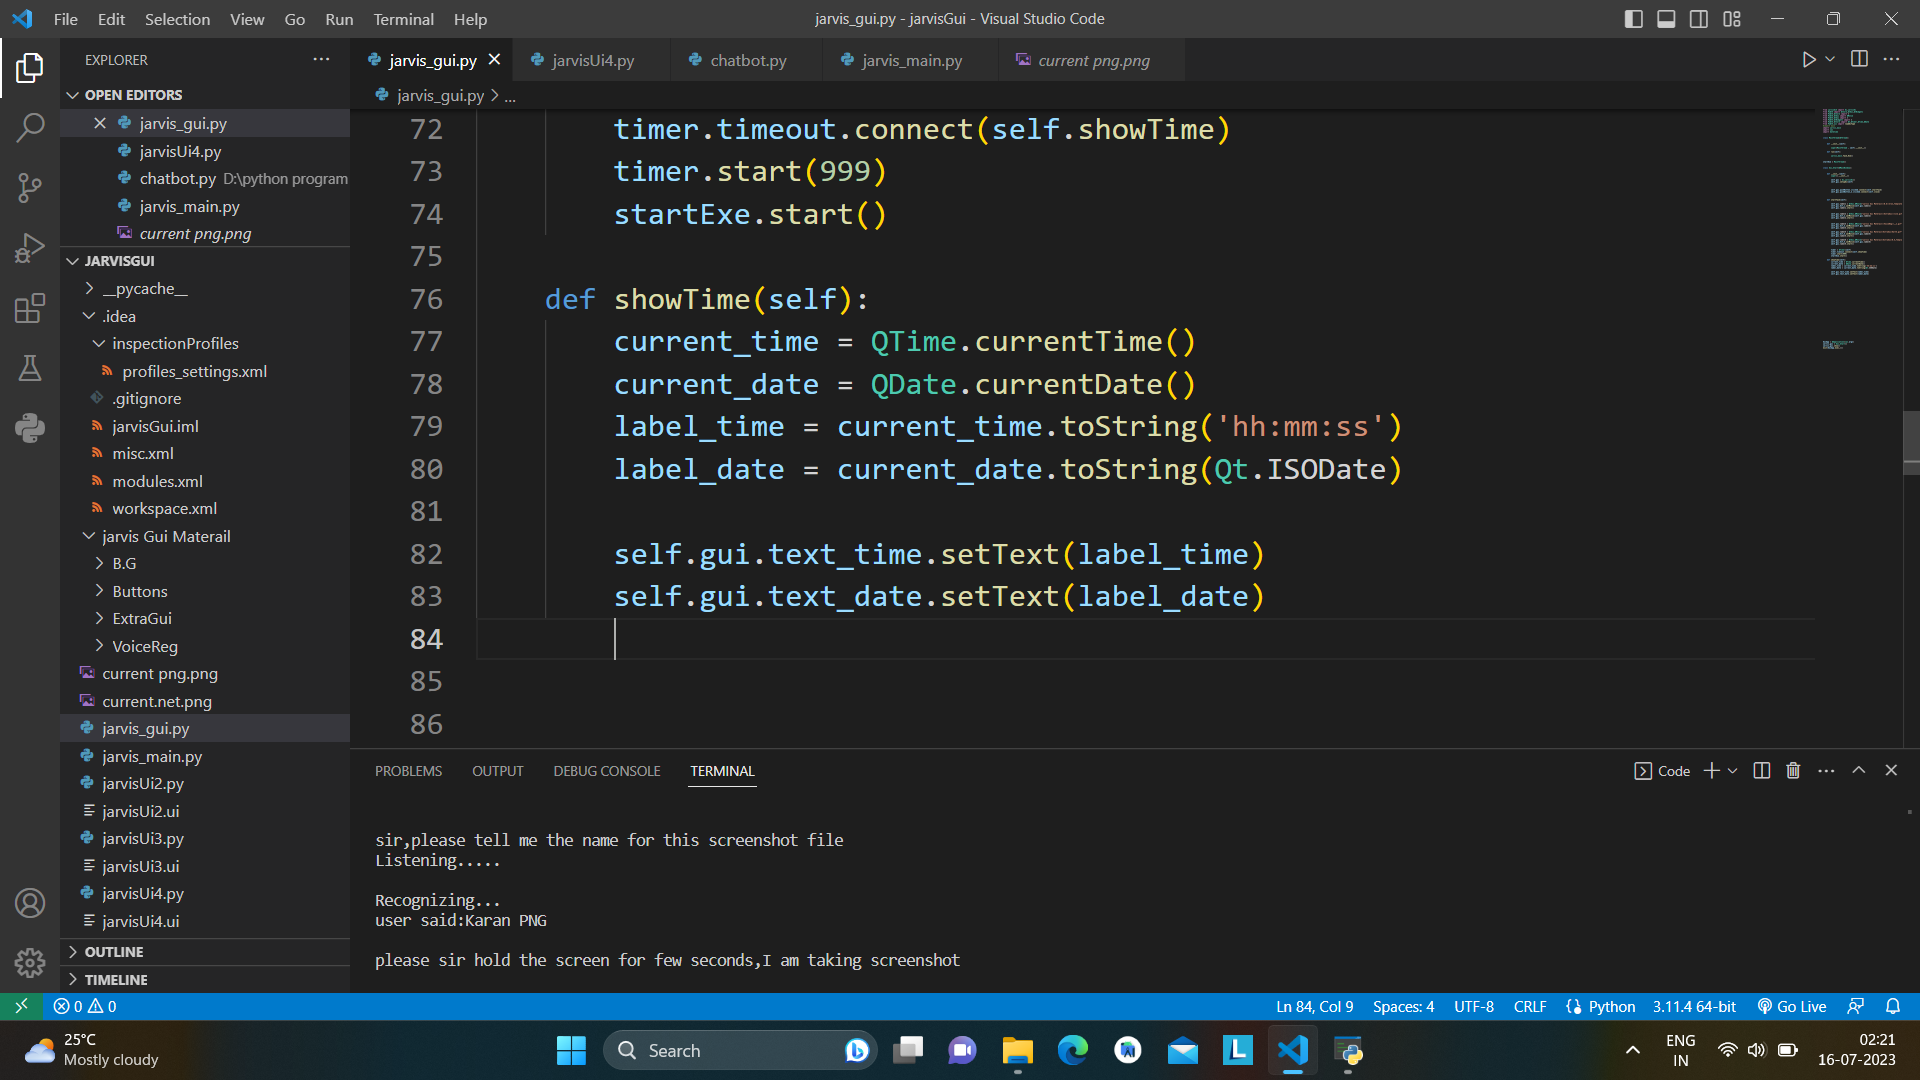 File Edit Selection View Go Run Terminal Help
jarvis_gui.py - jarvisGui - Visual Studio Code
EXPLORER
OPEN EDITORS
jarvis_gui.py
jarvisUi4.py
chatbot.py D:\python program
jarvis_main.py
current png.png
JARVISGUI
__pycache__
.idea
inspectionProfiles
profiles_settings.xml
.gitignore
jarvisGui.iml
misc.xml
modules.xml
workspace.xml
jarvis Gui Materail
B.G
Buttons
ExtraGui
VoiceReg
current png.png
current.net.png
jarvis_gui.py
jarvis_main.py
jarvisUi2.py
jarvisUi2.ui
jarvisUi3.py
jarvisUi3.ui
jarvisUi4.py
jarvisUi4.ui
OUTLINE
TIMELINE
jarvis_gui.py jarvisUi4.py chatbot.py jarvis_main.py current png.png
jarvis_gui.py > ...
72 timer.timeout.connect(self.showTime)
73 timer.start(999)
74 startExe.start()
75
76 def showTime(self):
77 current_time = QTime.currentTime()
78 current_date = QDate.currentDate()
79 label_time = current_time.toString('hh:mm:ss')
80 label_date = current_date.toString(Qt.ISODate)
81
82 self.gui.text_time.setText(label_time)
83 self.gui.text_date.setText(label_date)
84
85
86
PROBLEMS OUTPUT DEBUG CONSOLE TERMINAL
Code
sir,please tell me the name for this screenshot file
Listening.....
Recognizing...
user said:Karan PNG
please sir hold the screen for few seconds,I am taking screenshot
0 0
Ln 84, Col 9 Spaces: 4 UTF-8 CRLF Python 3.11.4 64-bit Go Live
25°C
Mostly cloudy
Search
ENG
IN
02:21
16-07-2023